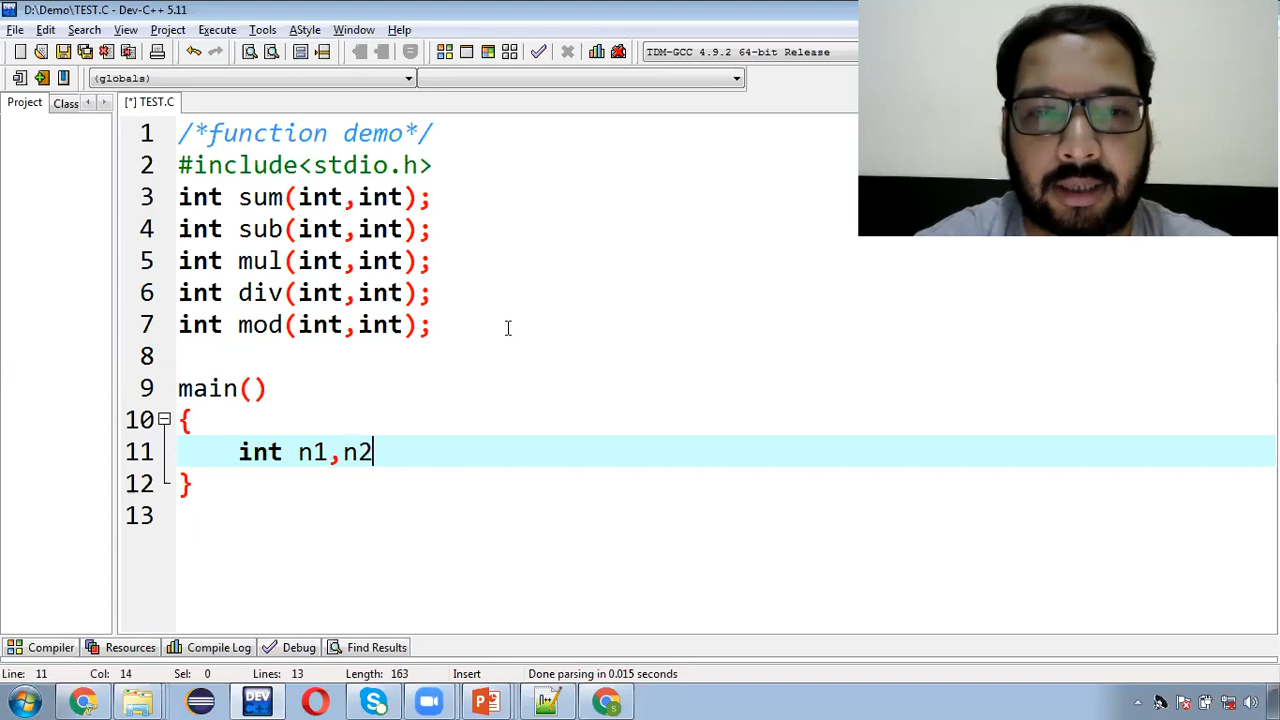 D:\Demo\TEST.C - Dev-C++ 5.11
File Edit Search View Project Execute Tools AStyle Window Help
TDM-GCC 4.9.2 64-bit Release
(globals)
Project Class [*] TEST.C
1 /*function demo*/
2 #include<stdio.h>
3 int sum(int,int);
4 int sub(int,int);
5 int mul(int,int);
6 int div(int,int);
7 int mod(int,int);
8
9 main()
10 {
11 int n1,n2
12 }
13
Compiler Resources Compile Log Debug Find Results
Line: 11 Col: 14 Sel: 0 Lines: 13 Length: 163 Insert Done parsing in 0.015 seconds